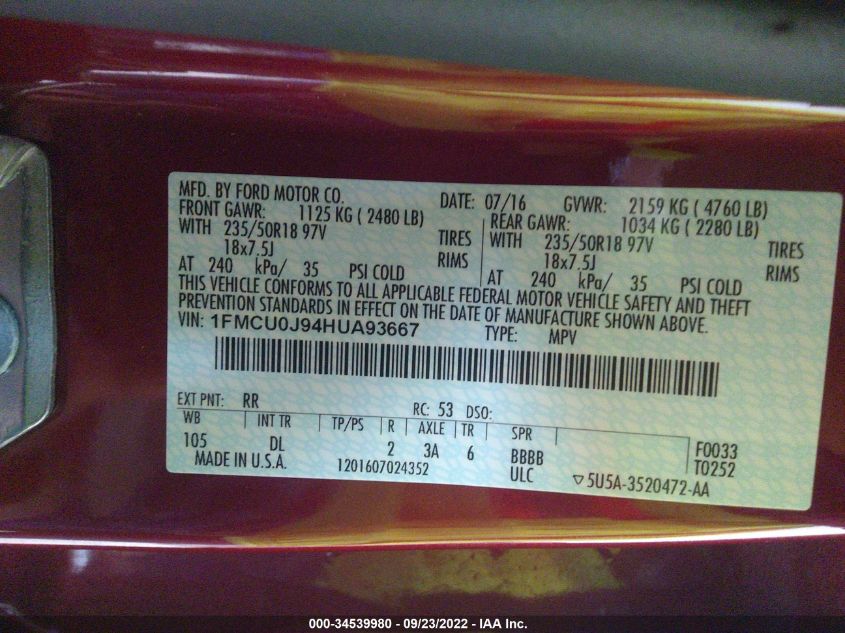 MFD. BY FORD MOTOR CO. DATE: 07/16 GVWR: 2159 KG ( 4760 LB)
FRONT GAWR: 1125 KG ( 2480 LB) REAR GAWR: 1034 KG ( 2280 LB)
WITH 235/50R18 97V TIRES WITH 235/50R18 97V TIRES
18x7.5J RIMS 18x7.5J RIMS
AT 240 kPa/ 35 PSI COLD AT 240 kPa/ 35 PSI COLD
THIS VEHICLE CONFORMS TO ALL APPLICABLE FEDERAL MOTOR VEHICLE SAFETY AND THEFT
PREVENTION STANDARDS IN EFFECT ON THE DATE OF MANUFACTURE SHOWN ABOVE.
VIN: 1FMCU0J94HUA93667 TYPE: MPV
EXT PNT: RR RC: 53 DSO:
WB INT TR TP/PS R AXLE TR SPR
105 DL 2 3A 6 BBBB F0033
MADE IN U.S.A. 1201607024352 ULC T0252
▽5U5A-3520472-AA
000-34539980 - 09/23/2022 - IAA Inc.